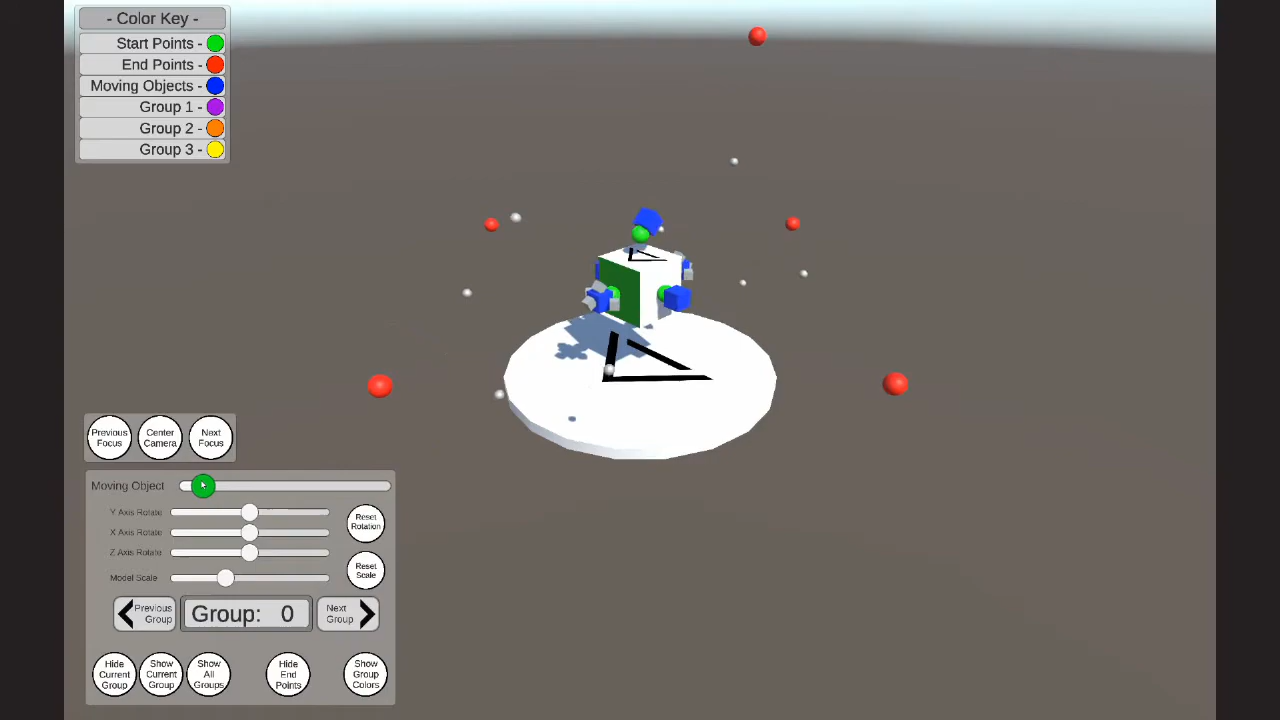 - Color Key -
Start Points -
End Points -
Moving Objects -
Group 1 -
Group 2 -
Group 3 -
Previous
Focus
Center
Camera
Next
Focus
Moving Object
Y Axis Rotate
X Axis Rotate
Z Axis Rotate
Reset
Rotation
Model Scale
Reset
Scale
Previous
Group
Group: 0
Next
Group
Hide
Current
Group
Show
Current
Group
Show
All
Groups
Hide
End
Points
Show
Group
Colors